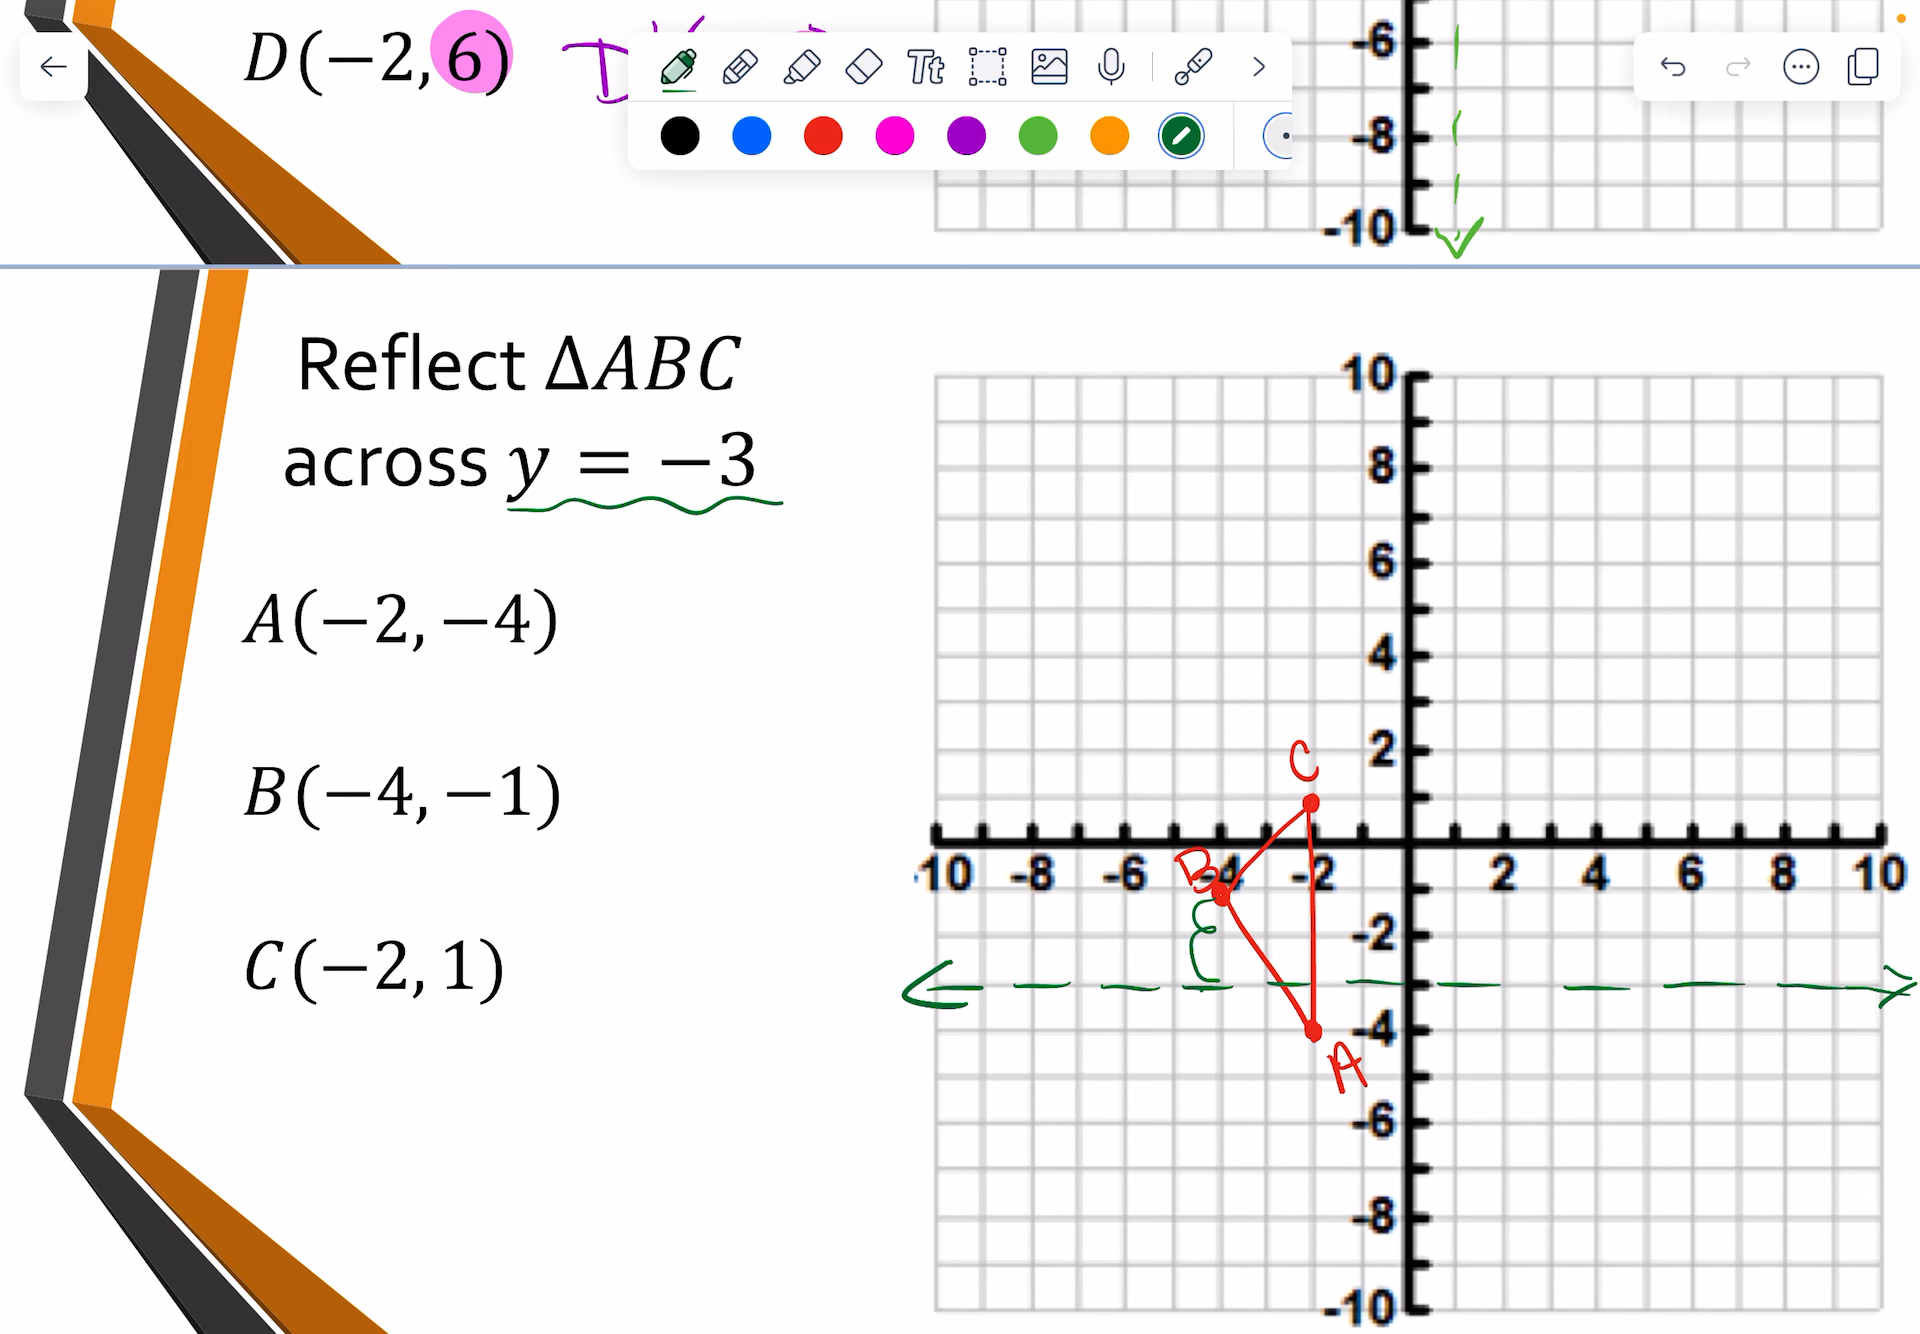 D(−2, 6) D
Tt
-6
-8
-10
Reflect ΔABC
across y = −3
A(−2, −4)
B(−4, −1)
C(−2, 1)
10
8
6
4
2
C
-10 -8 -6 -4 -2 2 4 6 8 10
B
-2
-4
A
-6
-8
-10